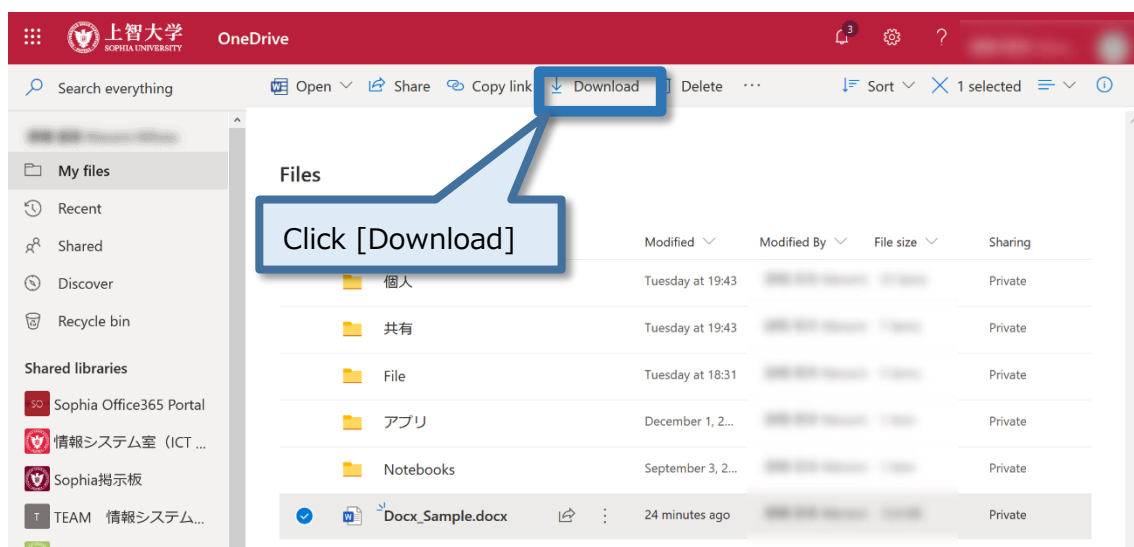 上智大学
SOPHIA UNIVERSITY
OneDrive
3
?
Search everything
Open
Share
Copy link
Download
Delete
...
Sort
1 selected
My files
Recent
Shared
Discover
Recycle bin
Shared libraries
SO Sophia Office365 Portal
情報システム室（ICT ...
Sophia掲示板
T TEAM 情報システム...
Files
Click [Download]
Modified Modified By File size Sharing
個人 Tuesday at 19:43 Private
共有 Tuesday at 19:43 Private
File Tuesday at 18:31 Private
アプリ December 1, 2... Private
Notebooks September 3, 2... Private
Docx_Sample.docx 24 minutes ago Private